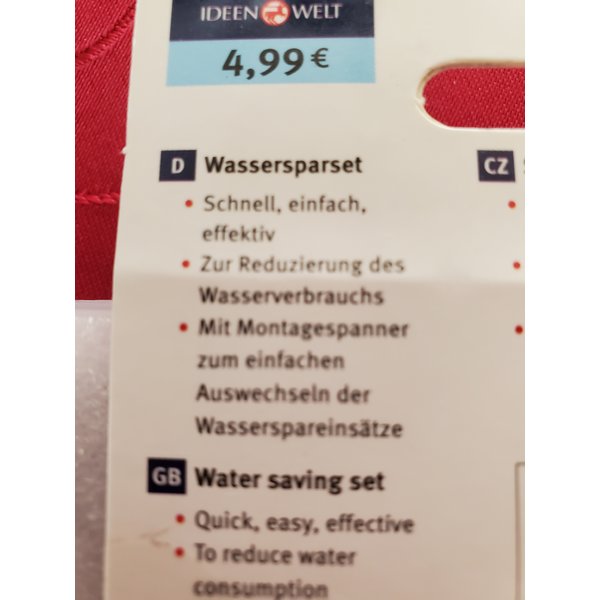 IDEEN WELT
4,99 €
D Wassersparset
• Schnell, einfach,
effektiv
• Zur Reduzierung des
Wasserverbrauchs
• Mit Montagespanner
zum einfachen
Auswechseln der
Wasserspareinsätze
CZ
GB Water saving set
• Quick, easy, effective
• To reduce water
consumption